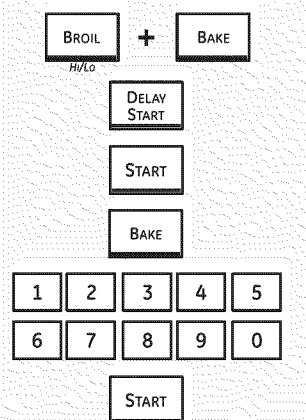 BROIL + BAKE
Hi/Lo
DELAY
START
START
BAKE
1 2 3 4 5
6 7 8 9 0
START